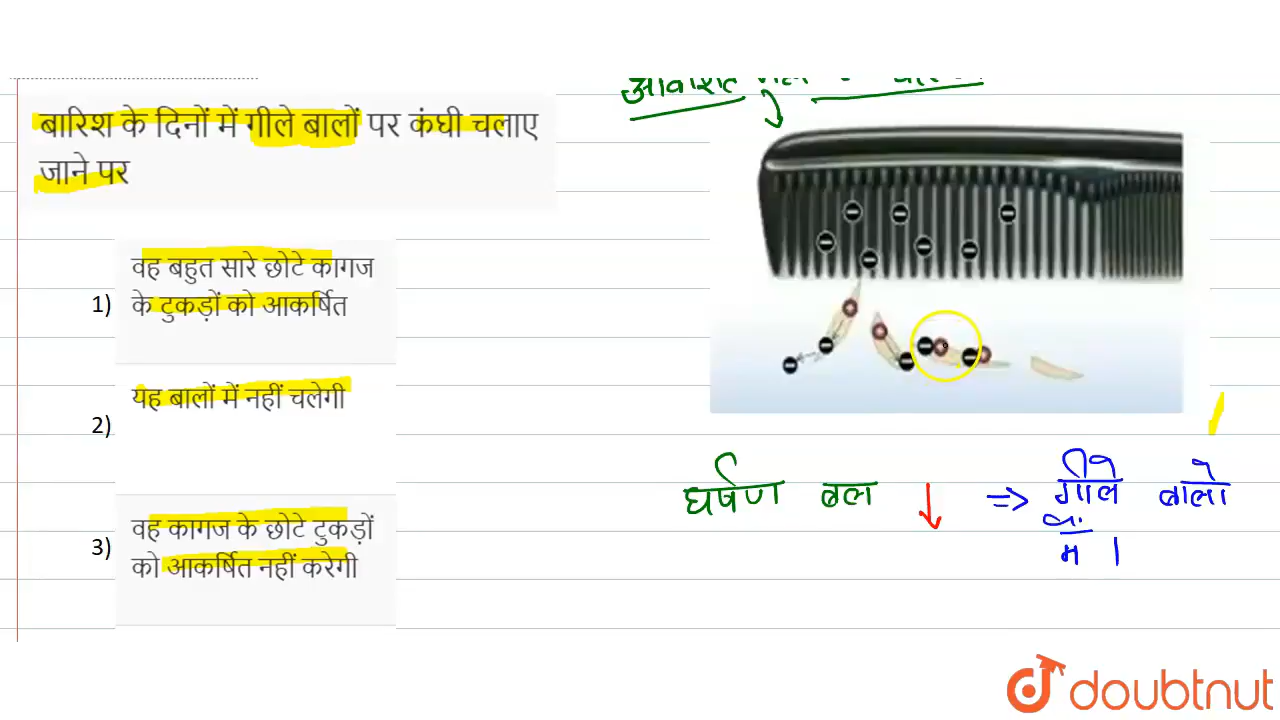 बारिश के दिनों में गीले बालों पर कंघी चलाए
जाने पर
1) वह बहुत सारे छोटे कागज
के टुकड़ों को आकर्षित
2) यह बालों में नहीं चलेगी
3) वह कागज के छोटे टुकड़ों
को आकर्षित नहीं करेगी
घर्षण बल ↓ => गीले बालो
में
doubtnut